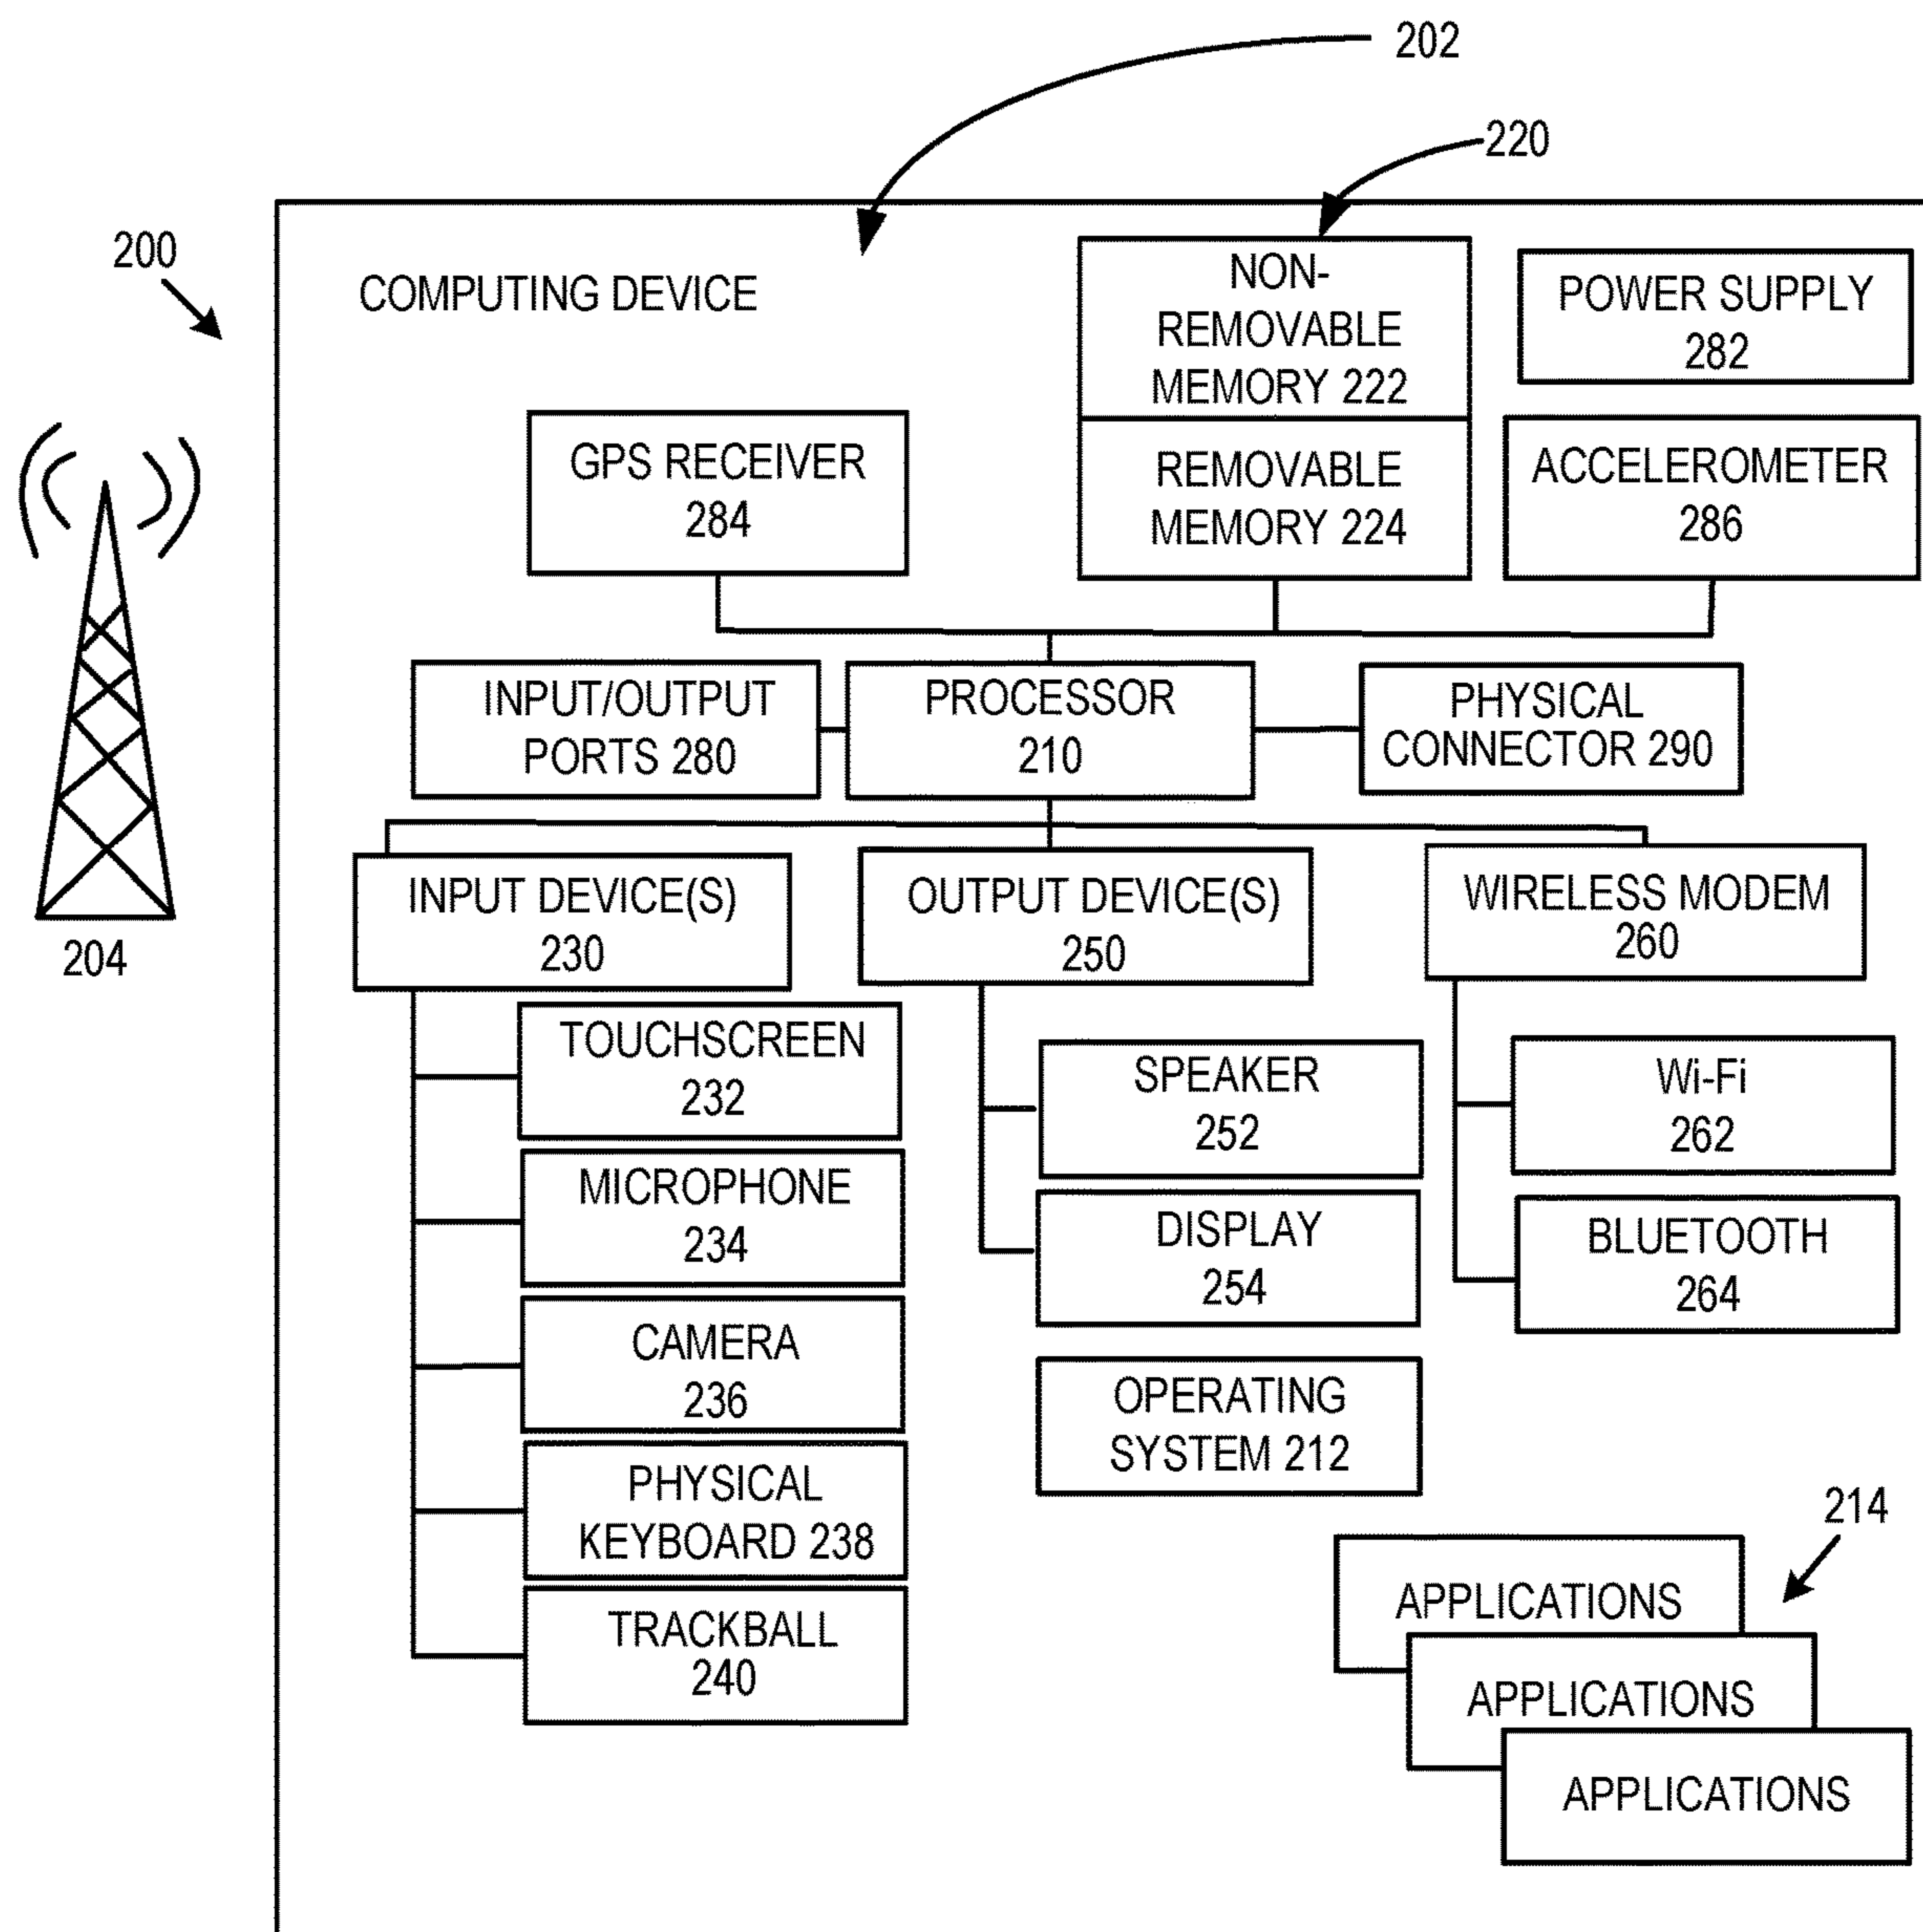 202
220
200
COMPUTING DEVICE
NON-
REMOVABLE
MEMORY 222
POWER SUPPLY
282
GPS RECEIVER
284
REMOVABLE
MEMORY 224
ACCELEROMETER
286
INPUT/OUTPUT
PORTS 280
PROCESSOR
210
PHYSICAL
CONNECTOR 290
204
INPUT DEVICE(S)
230
OUTPUT DEVICE(S)
250
WIRELESS MODEM
260
TOUCHSCREEN
232
MICROPHONE
234
CAMERA
236
PHYSICAL
KEYBOARD 238
TRACKBALL
240
SPEAKER
252
DISPLAY
254
OPERATING
SYSTEM 212
Wi-Fi
262
BLUETOOTH
264
214
APPLICATIONS
APPLICATIONS
APPLICATIONS